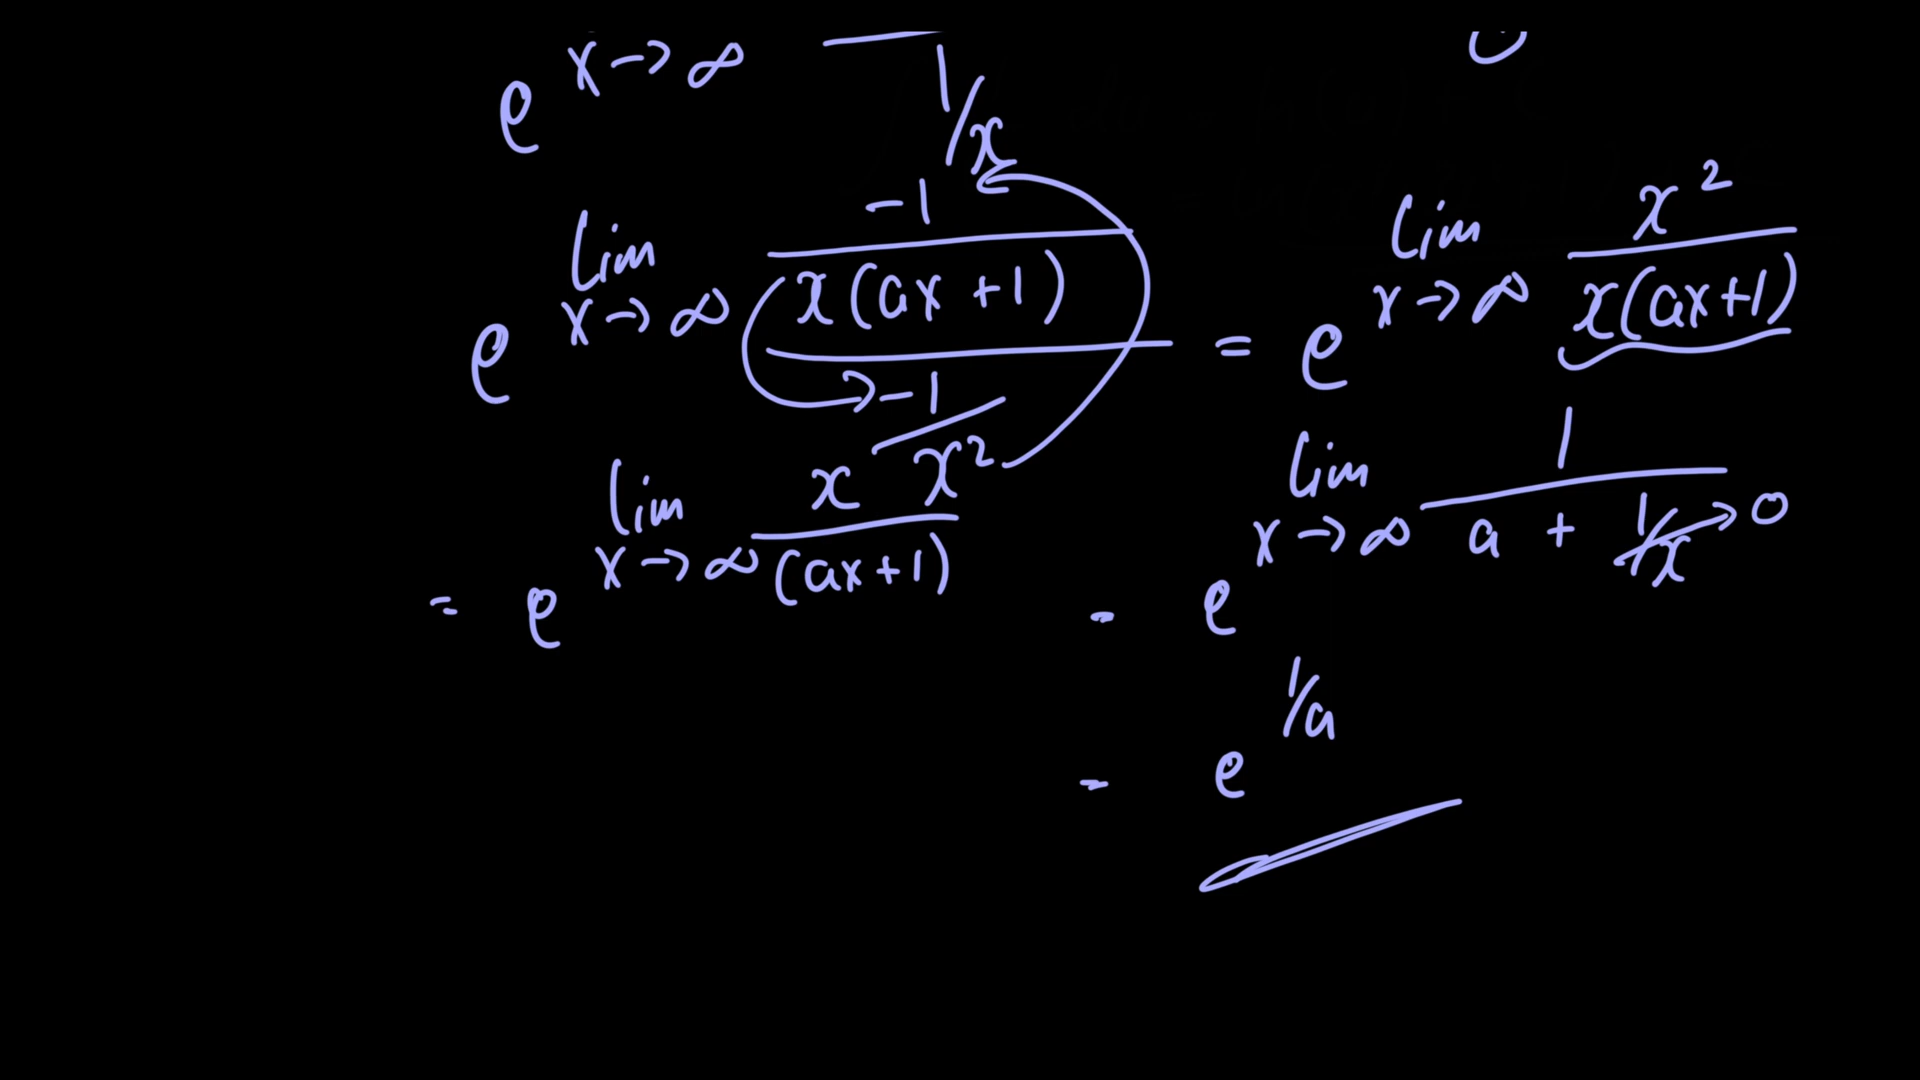 e^{lim x→∞ ——/(1/x)}
e^{lim x→∞ (-1/(x(ax+1)))/(-1/x²)} = e^{lim x→∞ x²/(x(ax+1))}
= e^{lim x→∞ x/(ax+1)} = e^{lim x→∞ 1/(a + 1/x → 0)}
= e^{1/a}